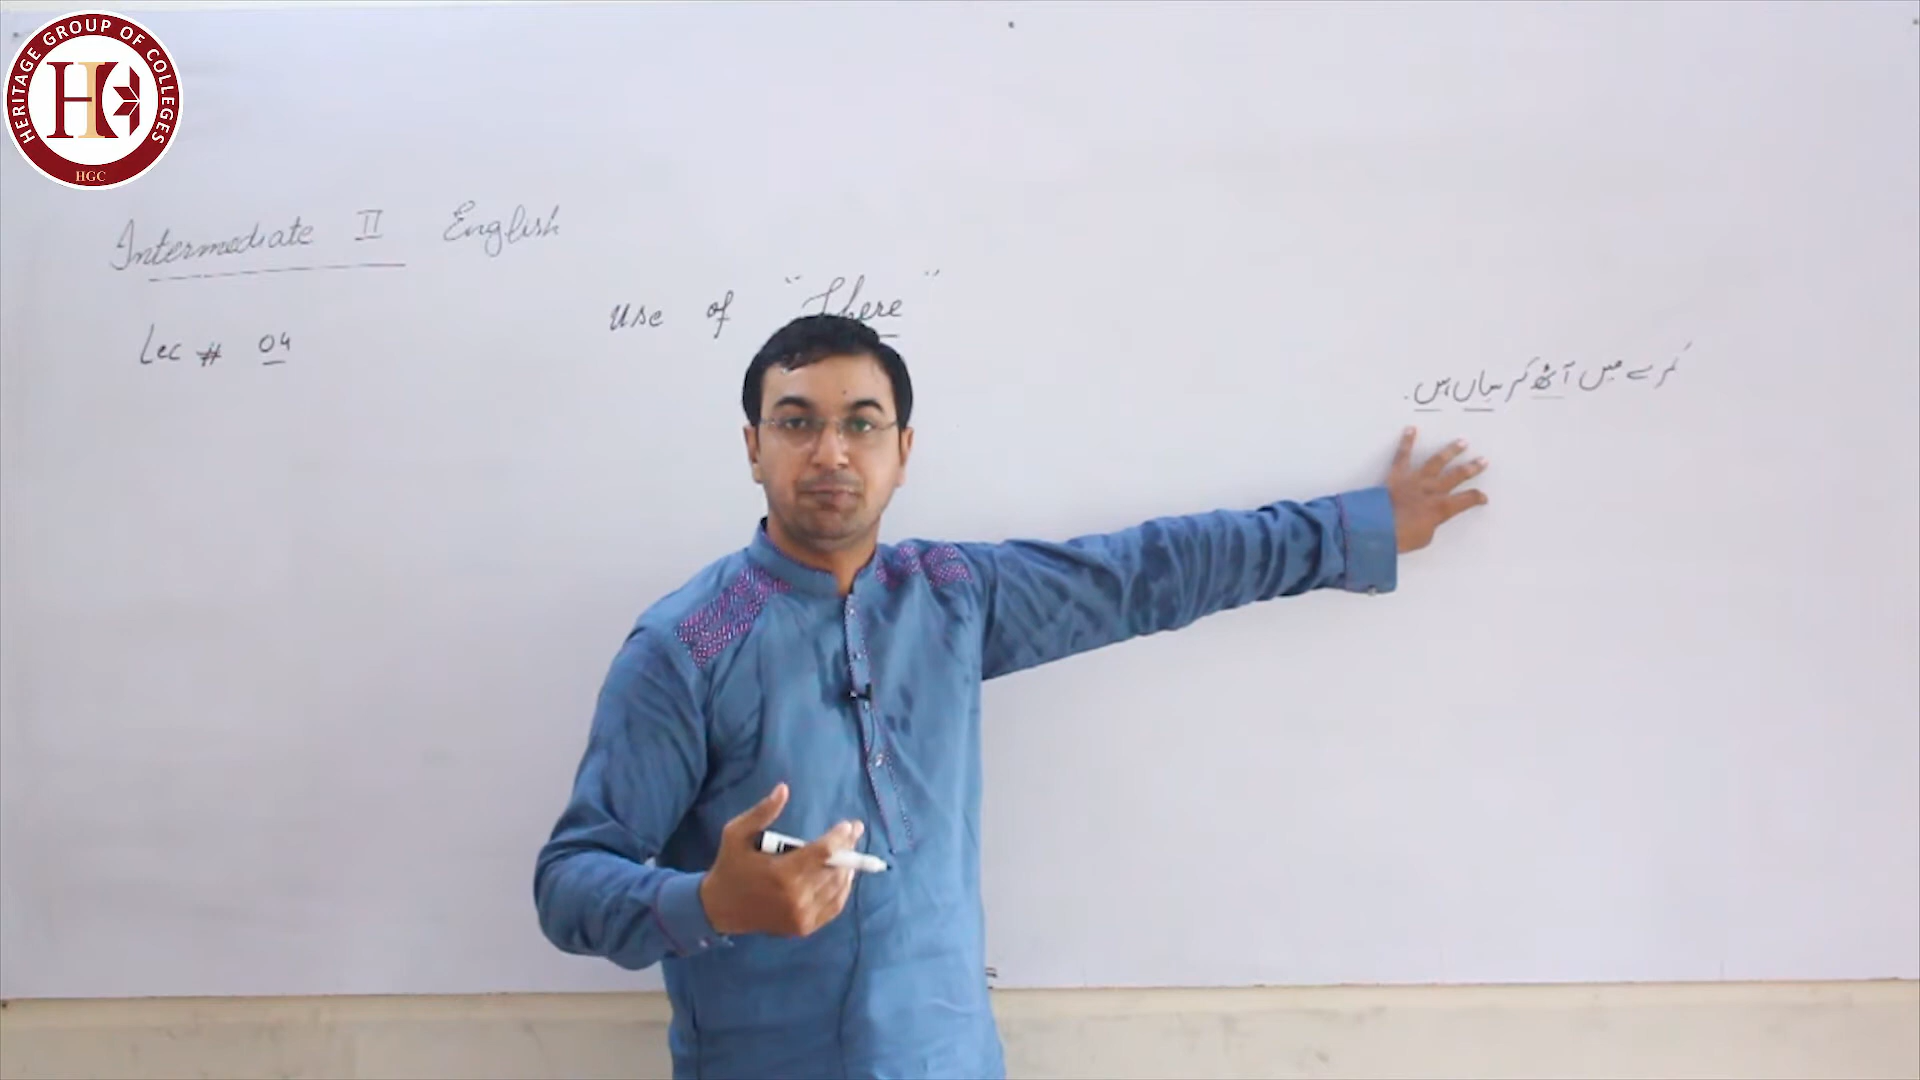 HERITAGE GROUP OF COLLEGES
HGC
Intermediate II English
Use of "There"
Lec # 04
کمرے میں آٹھ کرسیاں ہیں.